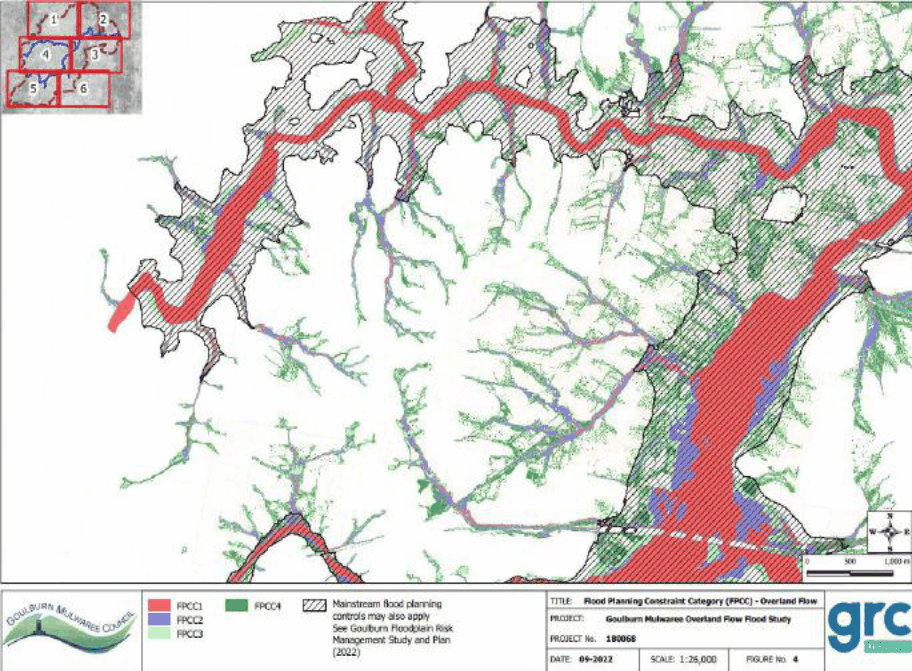 1
2
4
3
5
6
N
W E
S
0 500 1,000 m
GOULBURN MULWAREE COUNCIL
FPCC1
FPCC2
FPCC3
FPCC4
Mainstream flood planning
controls may also apply
See Goulburn Floodplain Risk
Management Study and Plan
(2022)
TITLE: Flood Planning Constraint Category (FPCC) - Overland Flow
PROJECT: Goulburn Mulwaree Overland Flow Flood Study
PROJECT No. 180068
DATE: 09-2022 SCALE: 1:26,000 FIGURE No. 4
grc